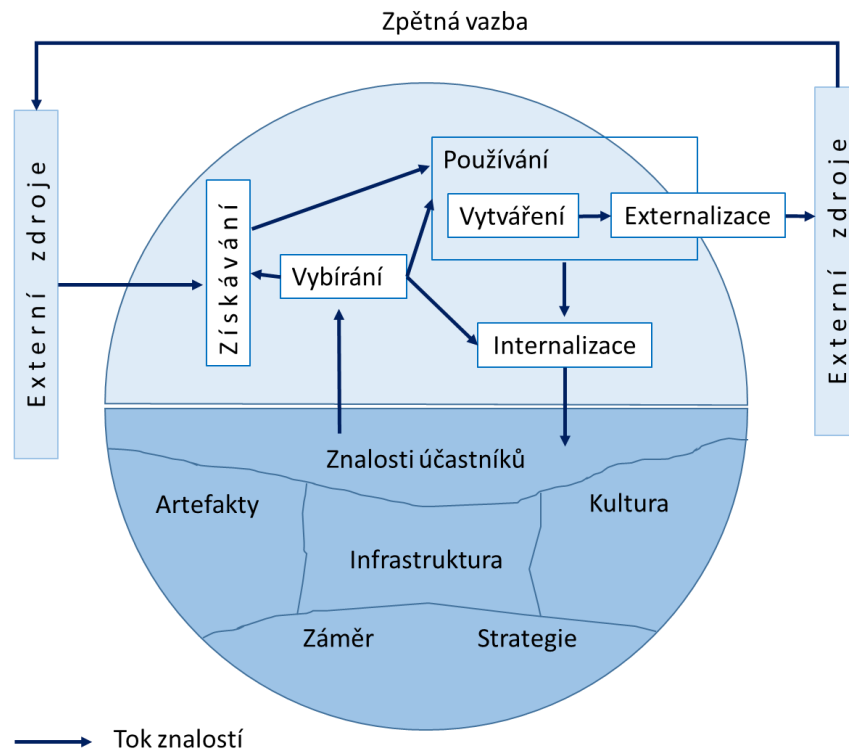 Zpětná vazba
Externí zdroje
Získávání
Vybírání
Používání
Vytváření
Externalizace
Internalizace
Externí zdroje
Znalosti účastníků
Artefakty
Kultura
Infrastruktura
Záměr
Strategie
Tok znalostí